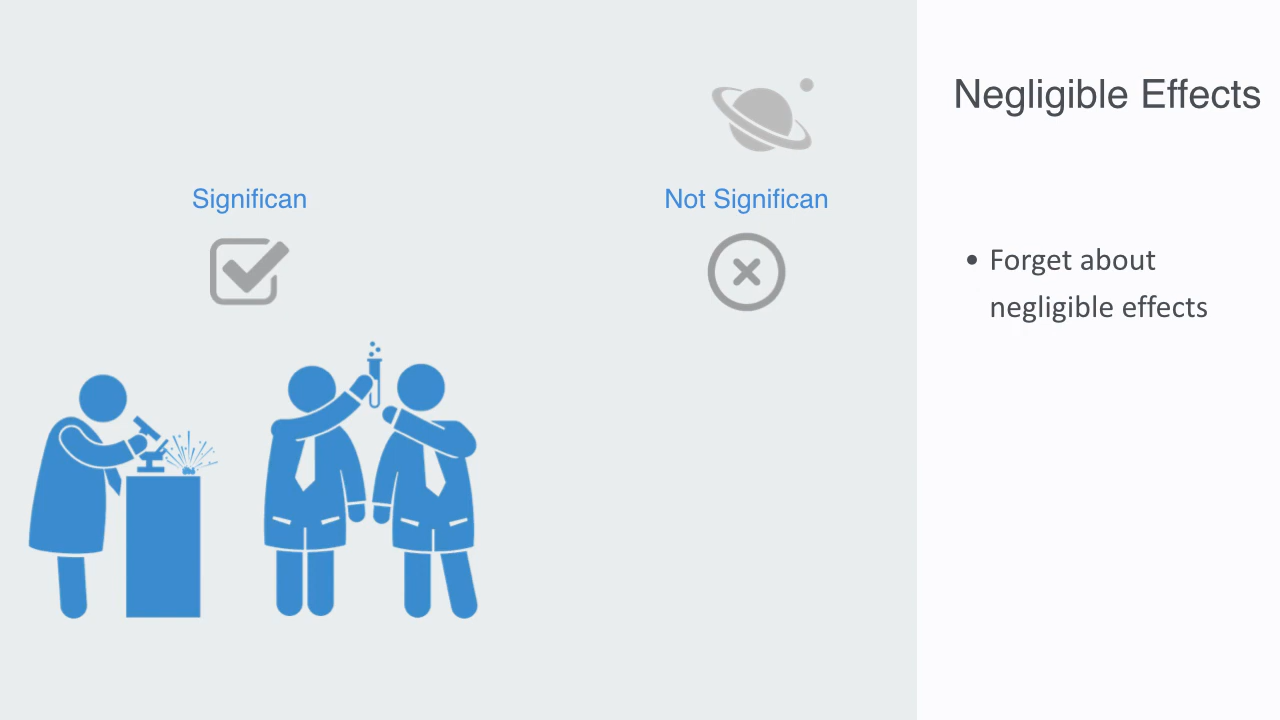 Negligible Effects
Significan
Not Significan
• Forget about
negligible effects